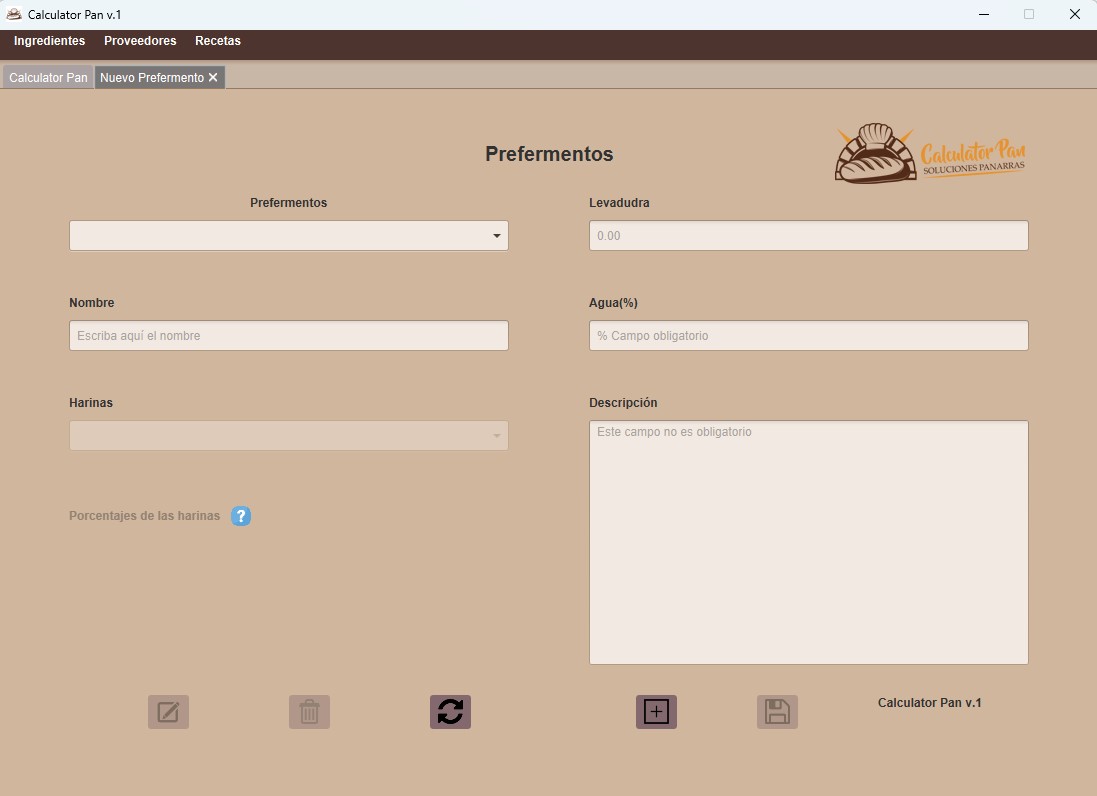 Calculator Pan v.1
Ingredientes Proveedores Recetas
Calculator Pan Nuevo Prefermento
Prefermentos
Calculator Pan
SOLUCIONES PANARRAS
Prefermentos
Levadudra
0.00
Nombre
Agua(%)
Escriba aquí el nombre
% Campo obligatorio
Harinas
Descripción
Este campo no es obligatorio
Porcentajes de las harinas ?
Calculator Pan v.1